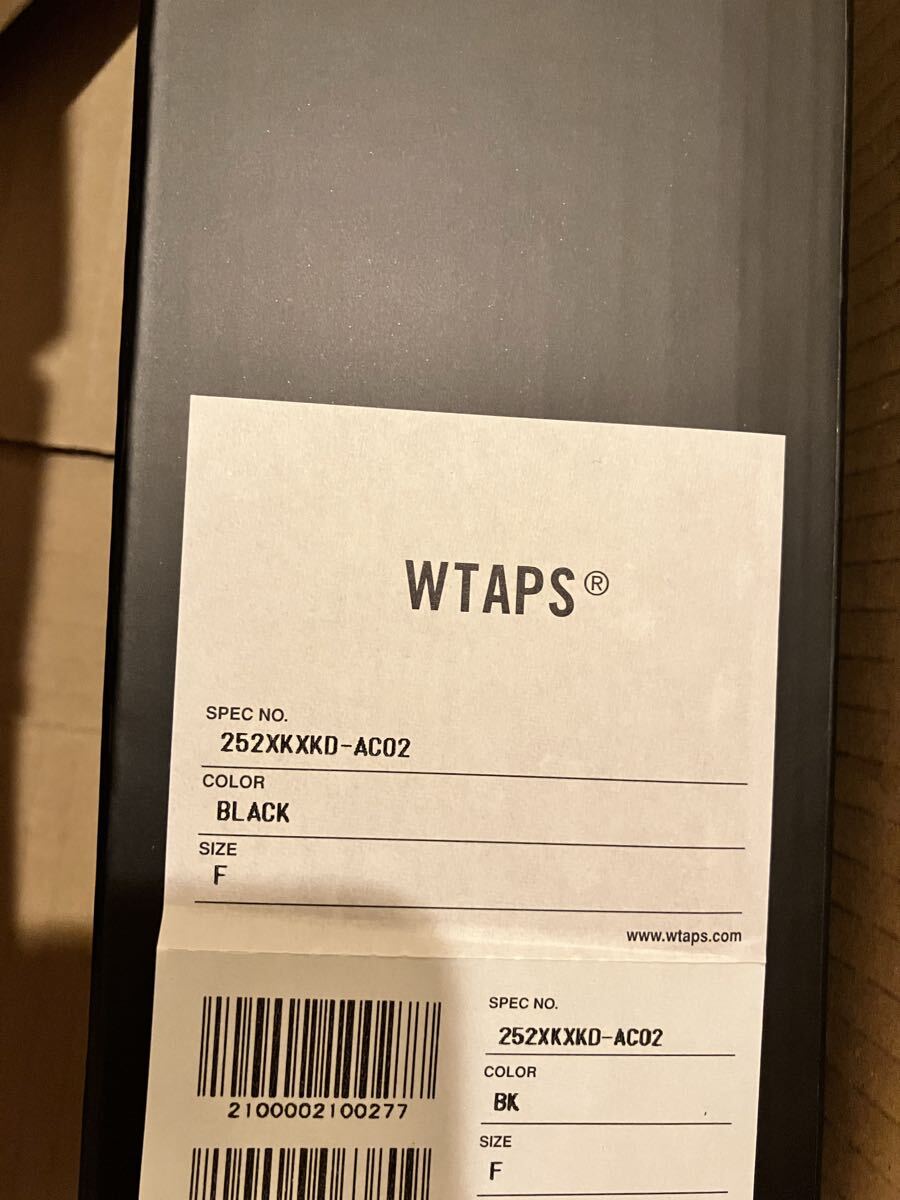 WTAPS®
SPEC NO.
252XKXKD-AC02
COLOR
BLACK
SIZE
F
www.wtaps.com
2100002100277
SPEC NO.
252XKXKD-AC02
COLOR
BK
SIZE
F